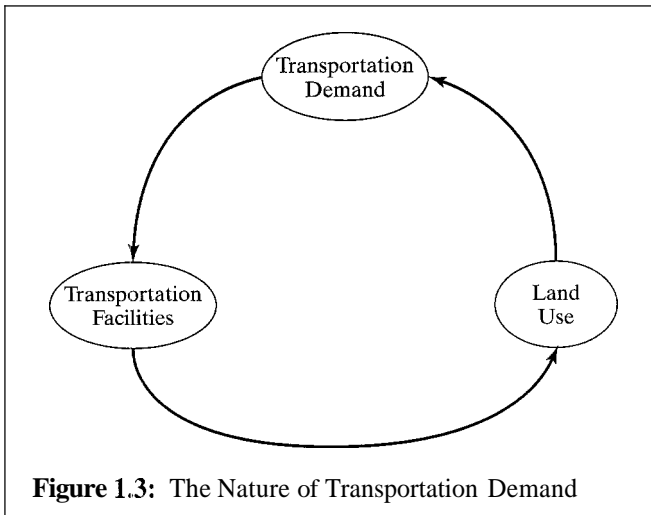 Transportation
Demand
Transportation
Facilities
Land
Use
Figure 1.3: The Nature of Transportation Demand